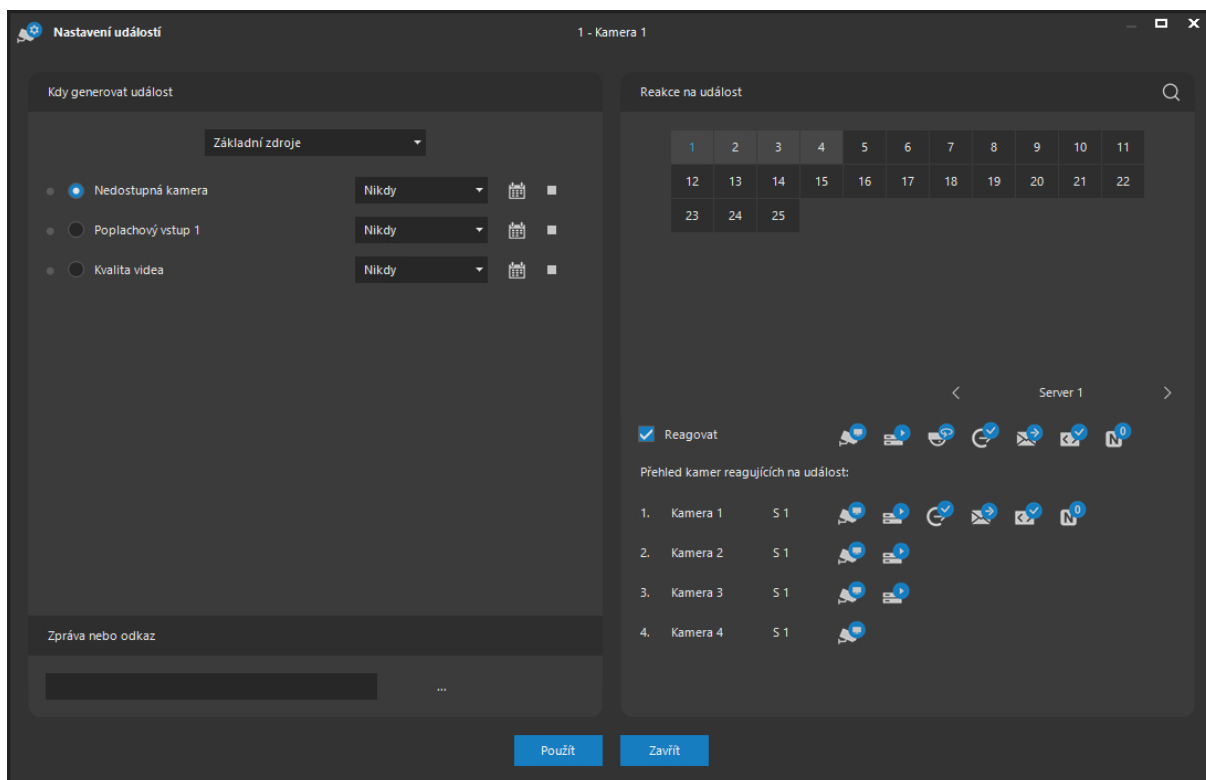 Nastavení událostí
1 - Kamera 1
Kdy generovat událost
Základní zdroje
Nedostupná kamera Nikdy
Poplachový vstup 1 Nikdy
Kvalita videa Nikdy
Zpráva nebo odkaz
...
Reakce na událost
1 2 3 4 5 6 7 8 9 10 11
12 13 14 15 16 17 18 19 20 21 22
23 24 25
Server 1
Reagovat N 0
Přehled kamer reagujících na událost:
1. Kamera 1 S 1 N 0
2. Kamera 2 S 1
3. Kamera 3 S 1
4. Kamera 4 S 1
Použít Zavřít